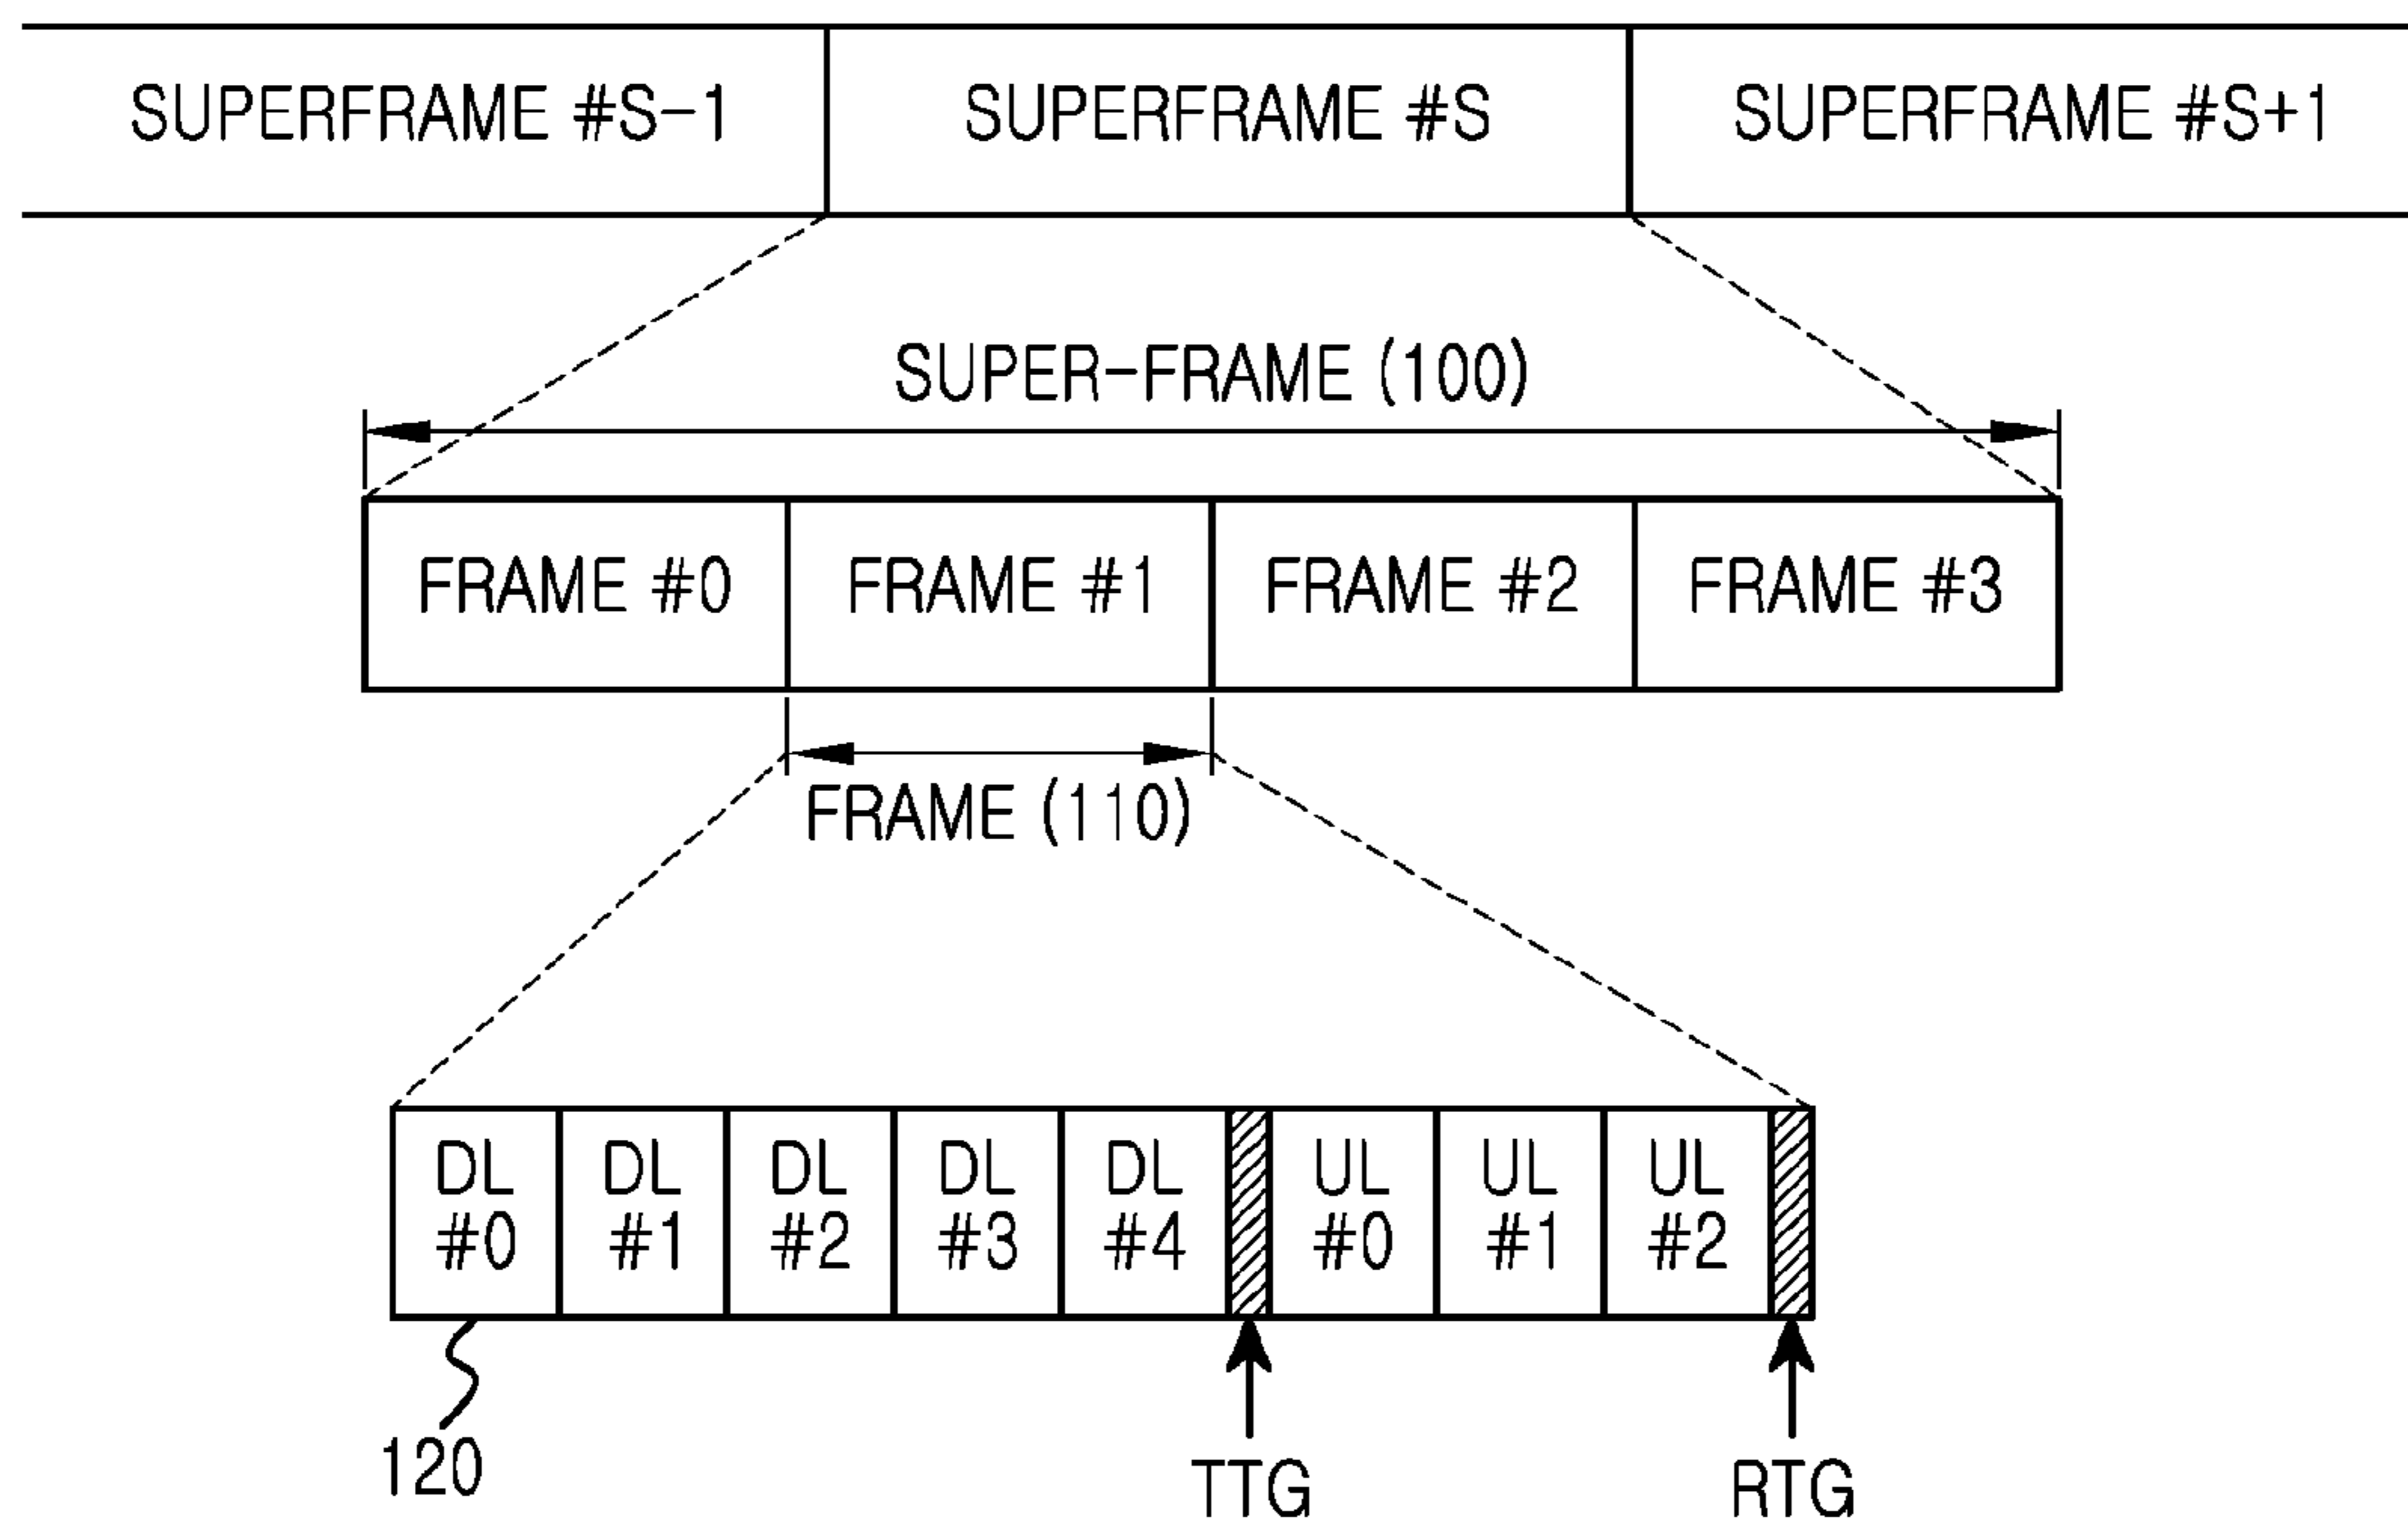 SUPERFRAME #S-1
SUPERFRAME #S
SUPERFRAME #S+1
SUPER-FRAME (100)
FRAME #0
FRAME #1
FRAME #2
FRAME #3
FRAME (110)
DL
#0
DL
#1
DL
#2
DL
#3
DL
#4
UL
#0
UL
#1
UL
#2
120
TTG
RTG